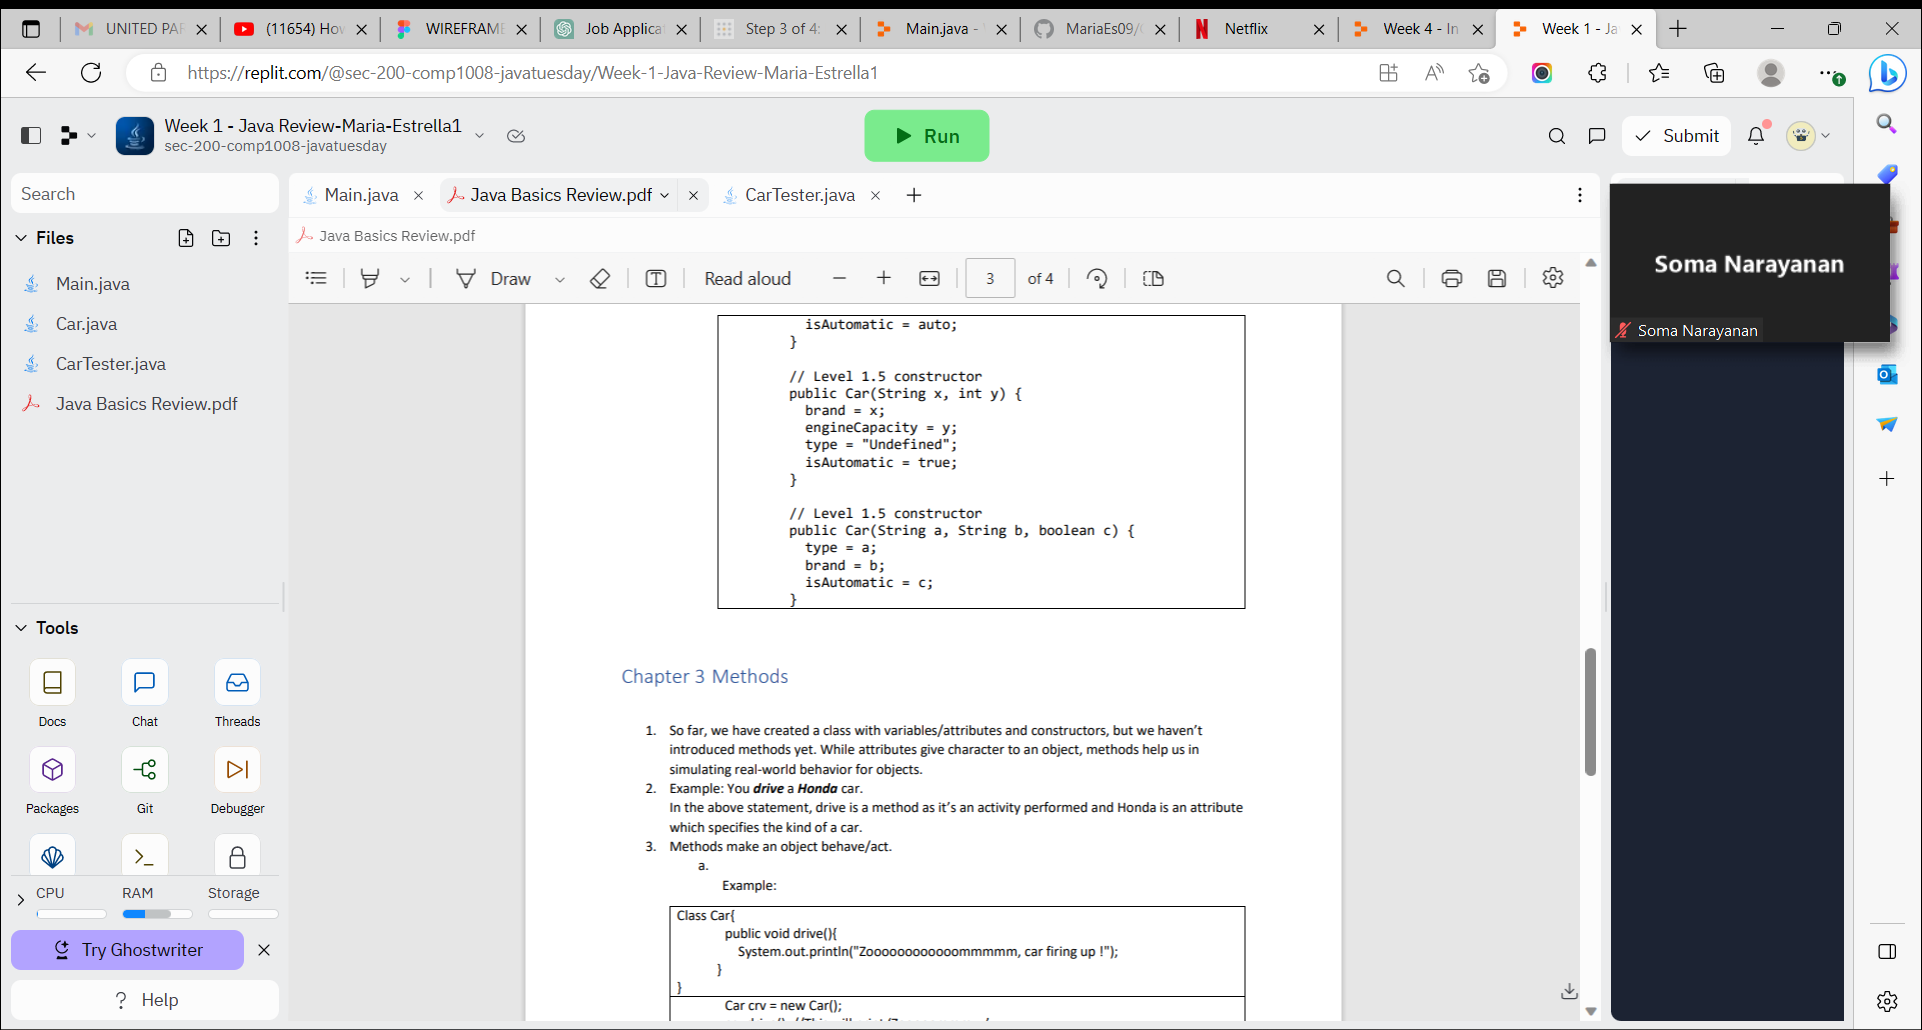 UNITED PAR
(11654) How
WIREFRAME
Job Applicat
Step 3 of 4:
Main.java -
MariaEs09/
Netflix
Week 4 - In
Week 1 - Ja
https://replit.com/@sec-200-comp1008-javatuesday/Week-1-Java-Review-Maria-Estrella1
Week 1 - Java Review-Maria-Estrella1
sec-200-comp1008-javatuesday
Run
Submit
Search
Main.java
Java Basics Review.pdf
CarTester.java
Files
Java Basics Review.pdf
Draw
Read aloud
3
of 4
Main.java
Car.java
CarTester.java
Java Basics Review.pdf
Soma Narayanan
Soma Narayanan
isAutomatic = auto;
}
// Level 1.5 constructor
public Car(String x, int y) {
brand = x;
engineCapacity = y;
type = "Undefined";
isAutomatic = true;
}
// Level 1.5 constructor
public Car(String a, String b, boolean c) {
type = a;
brand = b;
isAutomatic = c;
}
Chapter 3 Methods
1. So far, we have created a class with variables/attributes and constructors, but we haven't
introduced methods yet. While attributes give character to an object, methods help us in
simulating real-world behavior for objects.
2. Example: You drive a Honda car.
In the above statement, drive is a method as it's an activity performed and Honda is an attribute
which specifies the kind of a car.
3. Methods make an object behave/act.
a.
Example:
Class Car{
public void drive(){
System.out.println("Zoooooooooooommmmm, car firing up !");
}
}
Car crv = new Car();
Tools
Docs
Chat
Threads
Packages
Git
Debugger
CPU
RAM
Storage
Try Ghostwriter
? Help